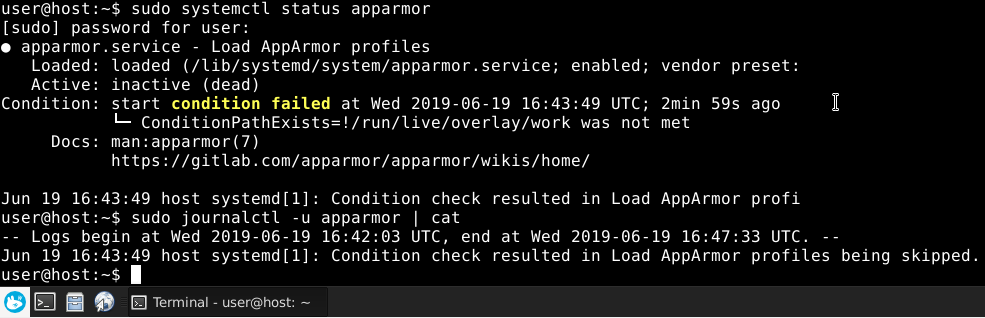 user@host:~$ sudo systemctl status apparmor
[sudo] password for user:
● apparmor.service - Load AppArmor profiles
   Loaded: loaded (/lib/systemd/system/apparmor.service; enabled; vendor preset:
   Active: inactive (dead)
Condition: start condition failed at Wed 2019-06-19 16:43:49 UTC; 2min 59s ago
           └─ ConditionPathExists=!/run/live/overlay/work was not met
     Docs: man:apparmor(7)
           https://gitlab.com/apparmor/apparmor/wikis/home/
Jun 19 16:43:49 host systemd[1]: Condition check resulted in Load AppArmor profi
user@host:~$ sudo journalctl -u apparmor | cat
-- Logs begin at Wed 2019-06-19 16:42:03 UTC, end at Wed 2019-06-19 16:47:33 UTC. --
Jun 19 16:43:49 host systemd[1]: Condition check resulted in Load AppArmor profiles being skipped.
user@host:~$
Terminal - user@host: ~